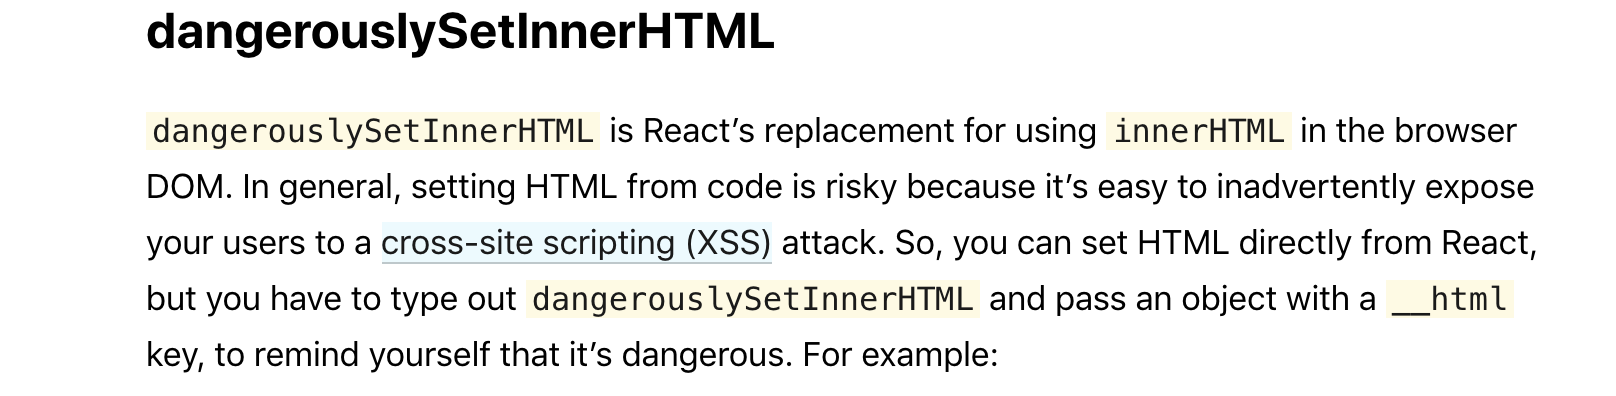 dangerouslySetInnerHTML
dangerouslySetInnerHTML is React’s replacement for using innerHTML in the browser
DOM. In general, setting HTML from code is risky because it’s easy to inadvertently expose
your users to a cross-site scripting (XSS) attack. So, you can set HTML directly from React,
but you have to type out dangerouslySetInnerHTML and pass an object with a __html
key, to remind yourself that it’s dangerous. For example: